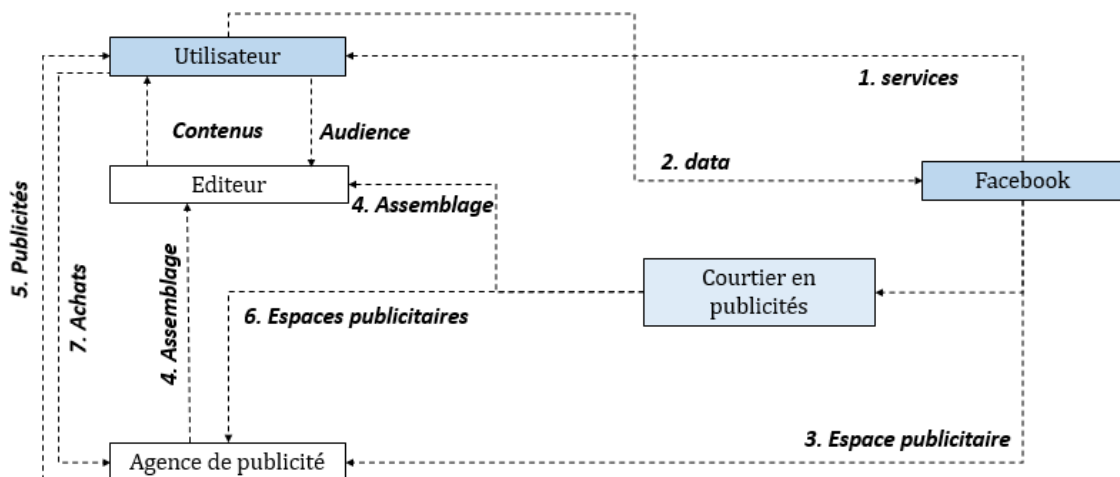 Utilisateur
1. services
Contenus
Audience
2. data
Editeur
Facebook
4. Assemblage
5. Publicités
7. Achats
4. Assemblage
Courtier en
publicités
6. Espaces publicitaires
3. Espace publicitaire
Agence de publicité